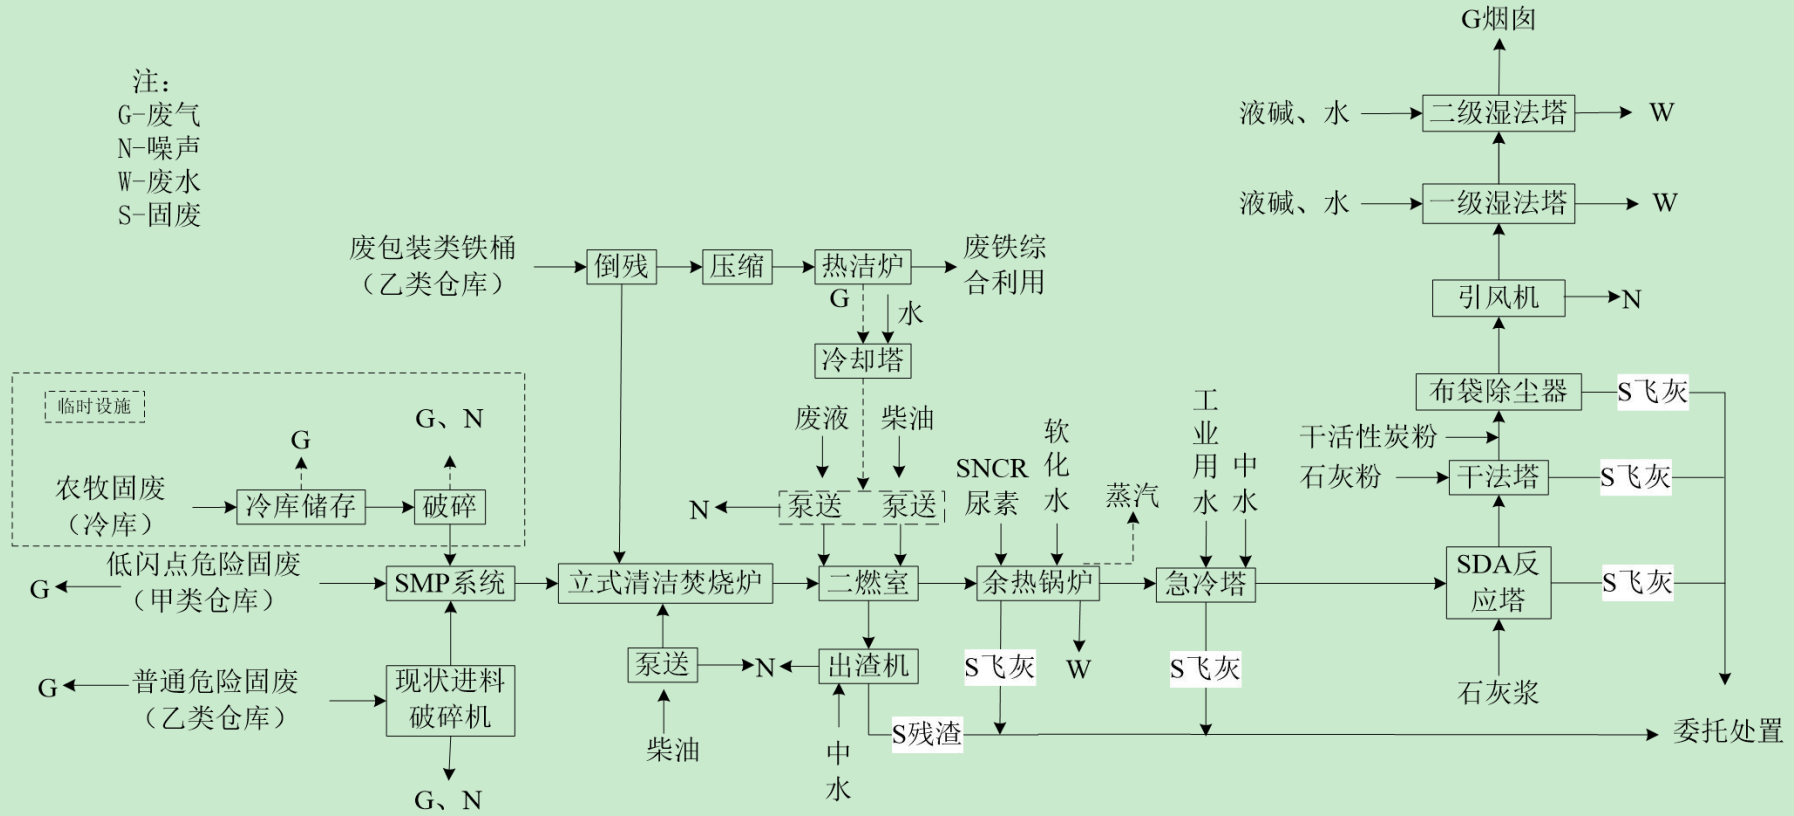 G烟囱
注：
G-废气
N-噪声
W-废水
S-固废
液碱、水
二级湿法塔
W
液碱、水
一级湿法塔
W
废包装类铁桶
（乙类仓库）
倒残
压缩
热洁炉
废铁综
合利用
G
水
引风机
N
冷却塔
临时设施
G、N
G
废液
柴油
布袋除尘器
S飞灰
干活性炭粉
石灰粉
干法塔
S飞灰
工
业
用
水
中
水
软
化
水
SNCR
尿素
蒸汽
农牧固废
（冷库）
冷库储存
破碎
N
泵送
泵送
低闪点危险固废
（甲类仓库）
G
SMP系统
立式清洁焚烧炉
二燃室
余热锅炉
急冷塔
SDA反
应塔
S飞灰
普通危险固废
（乙类仓库）
G
现状进料
破碎机
泵送
N
出渣机
S飞灰
W
S飞灰
石灰浆
柴油
中
水
S残渣
委托处置
G、N